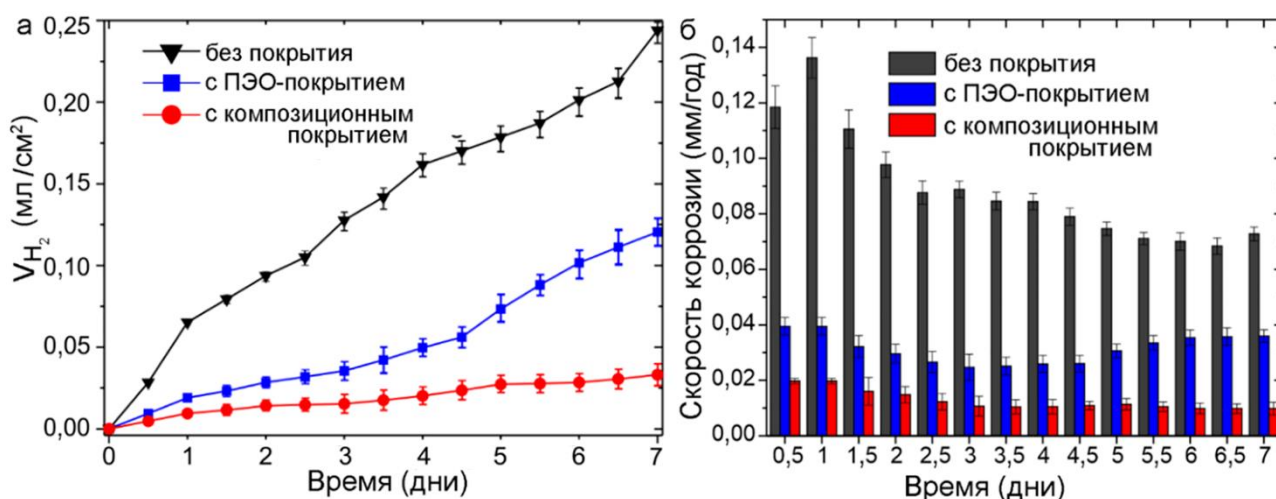 а
0,25
0,20
0,15
0,10
0,05
0,00
V H₂ (мл/см²)
без покрытия
с ПЭО-покрытием
с композиционным
покрытием
0 1 2 3 4 5 6 7
Время (дни)
б
0,14
0,12
0,10
0,08
0,06
0,04
0,02
0,00
Скорость коррозии (мм/год)
без покрытия
с ПЭО-покрытием
с композиционным
покрытием
0,5 1 1,5 2 2,5 3 3,5 4 4,5 5 5,5 6 6,5 7
Время (дни)